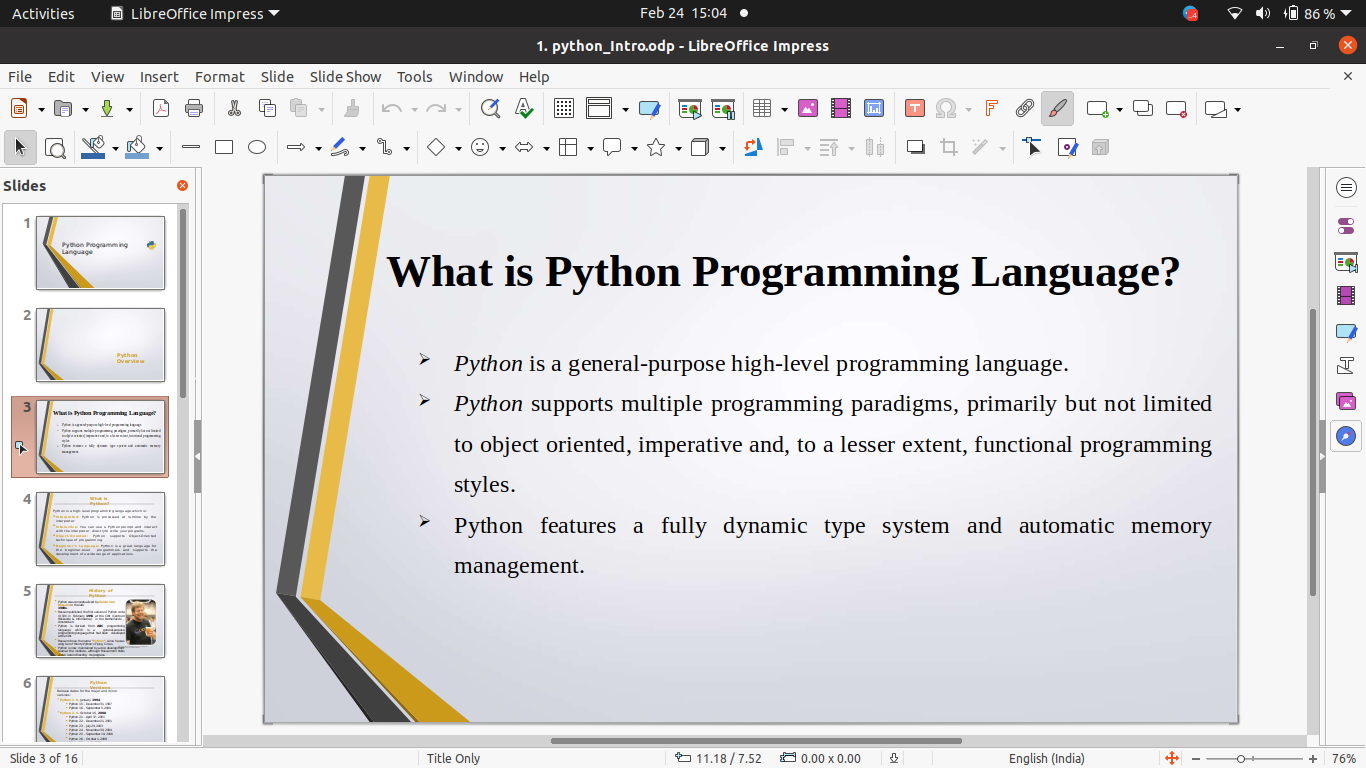 Activities LibreOffice Impress Feb 24 15:04 86 %
1. python_Intro.odp - LibreOffice Impress
File Edit View Insert Format Slide Slide Show Tools Window Help
Slides
1
Python Programming
Language
2
Python
Overview
3
What is Python Programming Language?
4
What is
Python?
5
History of
Python
6
Python
Versions
What is Python Programming Language?
Python is a general-purpose high-level programming language.
Python supports multiple programming paradigms, primarily but not limited
to object oriented, imperative and, to a lesser extent, functional programming
styles.
Python features a fully dynamic type system and automatic memory
management.
Slide 3 of 16 Title Only 11.18 / 7.52 0.00 x 0.00 English (India) 76%